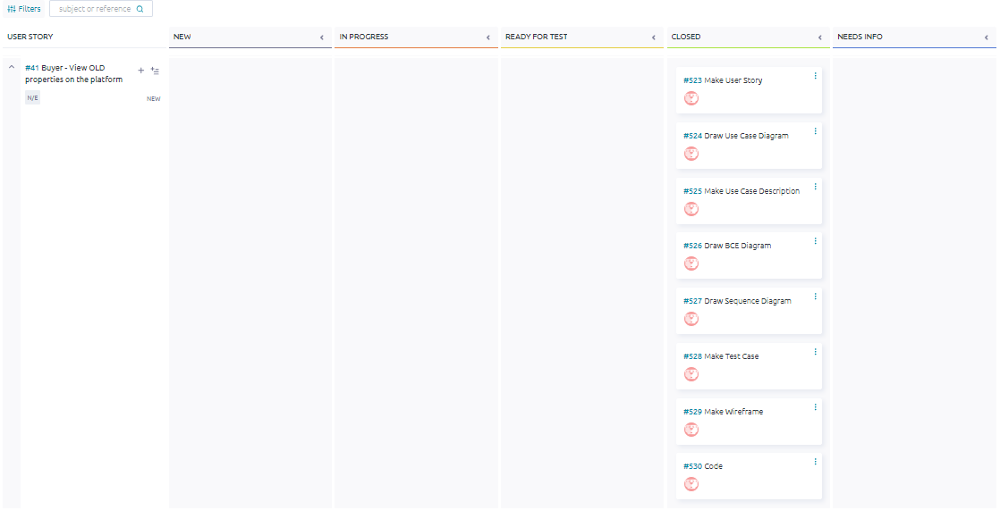 Filters
subject or reference
USER STORY
NEW
IN PROGRESS
READY FOR TEST
CLOSED
NEEDS INFO
#41 Buyer - View OLD
properties on the platform
N/E
NEW
#523 Make User Story
#524 Draw Use Case Diagram
#525 Make Use Case Description
#526 Draw BCE Diagram
#527 Draw Sequence Diagram
#528 Make Test Case
#529 Make Wireframe
#530 Code